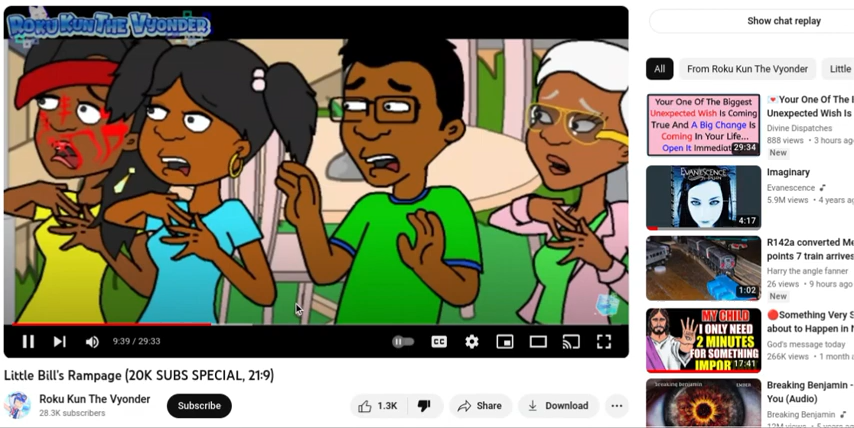 ROKU KUN THE VYONDER
9:39 / 29:33
CC
Little Bill's Rampage (20K SUBS SPECIAL, 21:9)
Roku Kun The Vyonder
28.3K subscribers
Subscribe
1.3K
Share
Download
Show chat replay
All
From Roku Kun The Vyonder
Little
Your One Of The Biggest
Unexpected Wish Is Coming
True And A Big Change Is
Coming In Your Life...
Open It Immediat
29:34
Your One Of The
Unexpected Wish Is
Divine Dispatches
888 views • 3 hours ag
New
EVANESCENCE
4:17
Imaginary
Evanescence
5.9M views • 4 years a
1:02
R142a converted Me
points 7 train arrives
Harry the angle fanner
26 views • 9 hours ago
New
MY CHILD
I ONLY NEED
2 MINUTES
FOR SOMETHING
IMPOR
17:41
Something Very S
about to Happen in
God's message today
266K views • 1 month a
BREAKING BENJAMIN
Breaking Benjamin -
You (Audio)
Breaking Benjamin